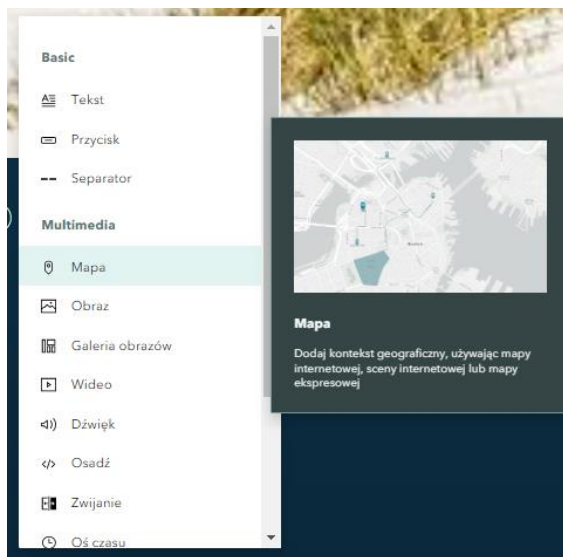 Basic
Tekst
Przycisk
Separator
Multimedia
Mapa
Obraz
Galeria obrazów
Wideo
Dźwięk
Osadź
Zwijanie
Oś czasu
Mapa
Dodaj kontekst geograficzny, używając mapy
internetowej, sceny internetowej lub mapy
ekspresowej